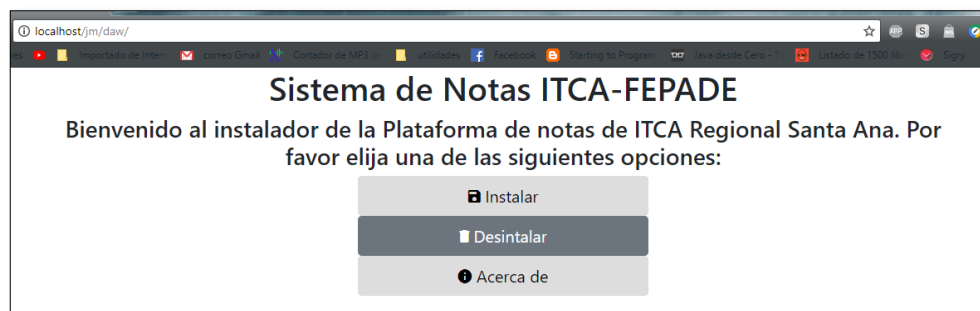 localhost/jm/daw/
ABP S
es Importado de Inter correo Gmail Cortador de MP3 utilidades Facebook Starting to Program Java desde Cero - Listado de 1500 Sigry
Sistema de Notas ITCA-FEPADE
Bienvenido al instalador de la Plataforma de notas de ITCA Regional Santa Ana. Por
favor elija una de las siguientes opciones:
Instalar
Desintalar
Acerca de